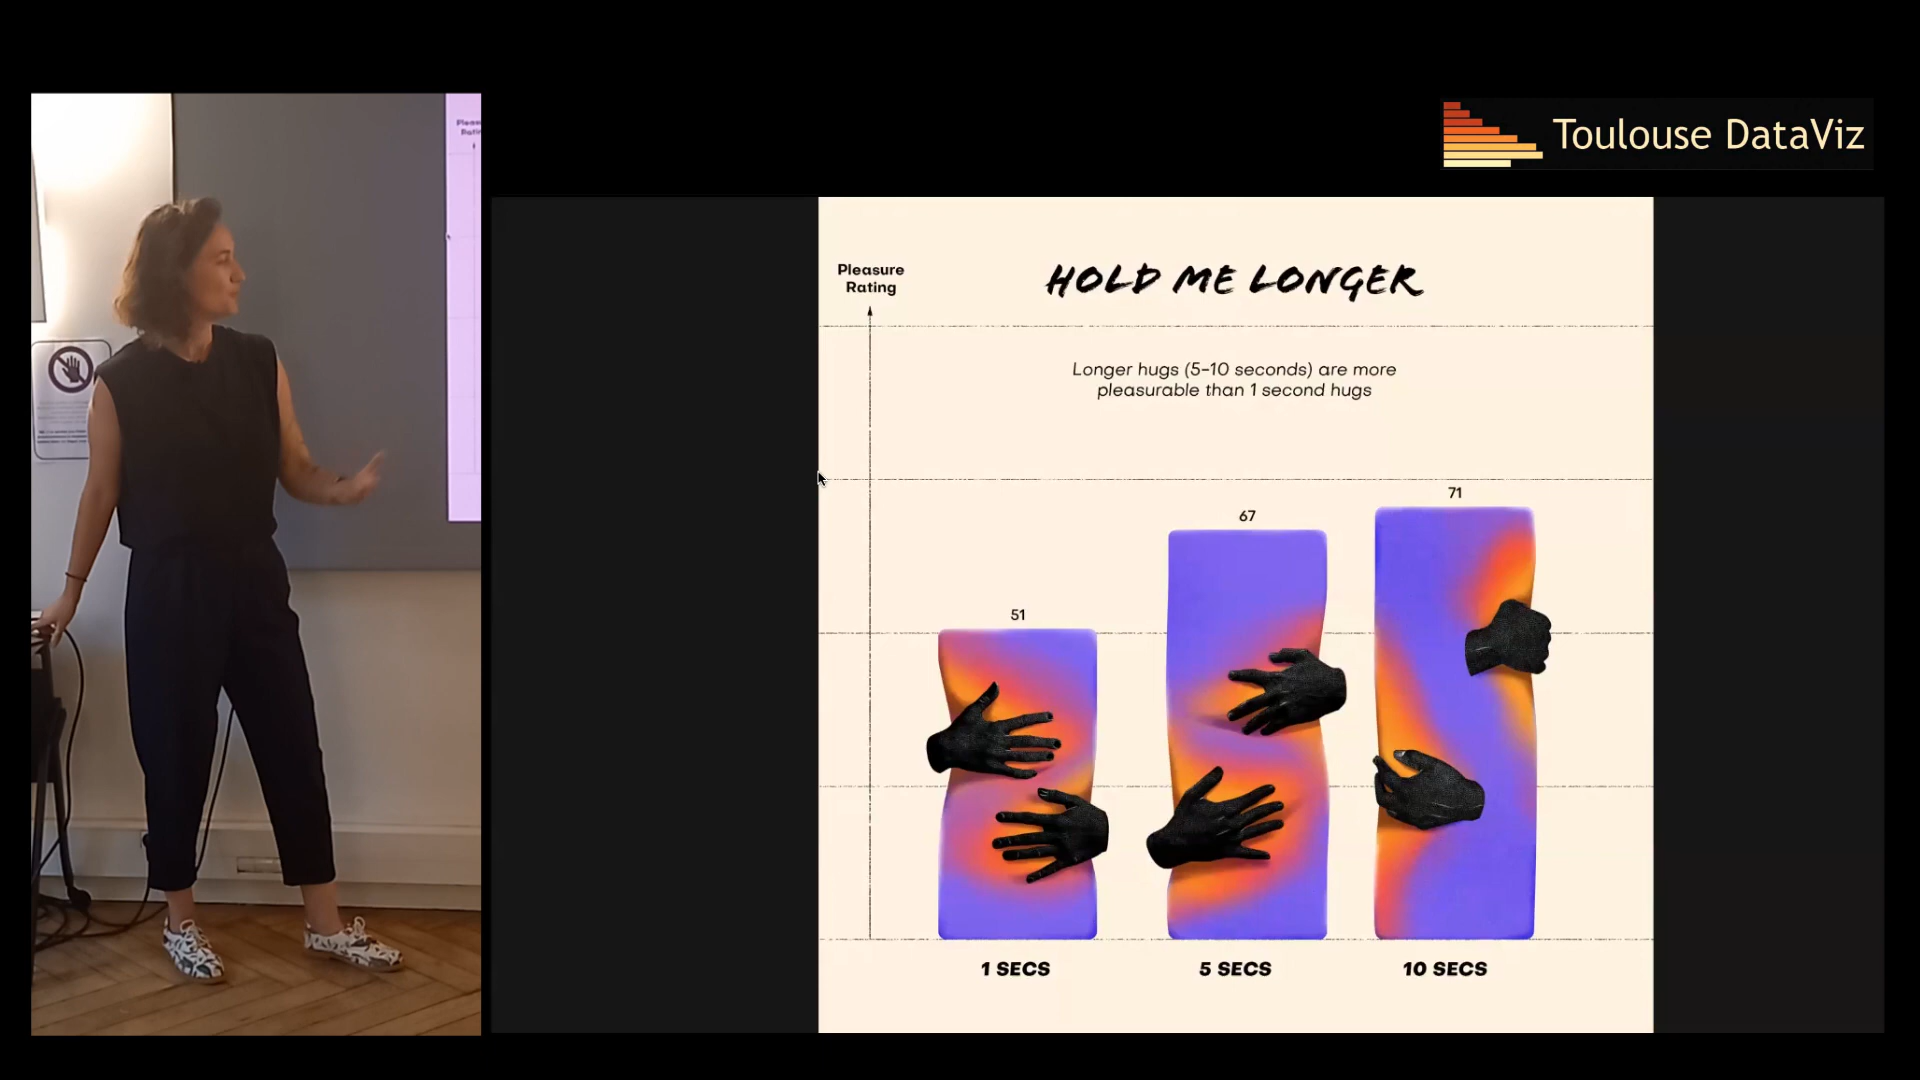 Toulouse DataViz
Pleasure
Rating
HOLD ME LONGER
Longer hugs (5-10 seconds) are more
pleasurable than 1 second hugs
51
67
71
1 SECS
5 SECS
10 SECS